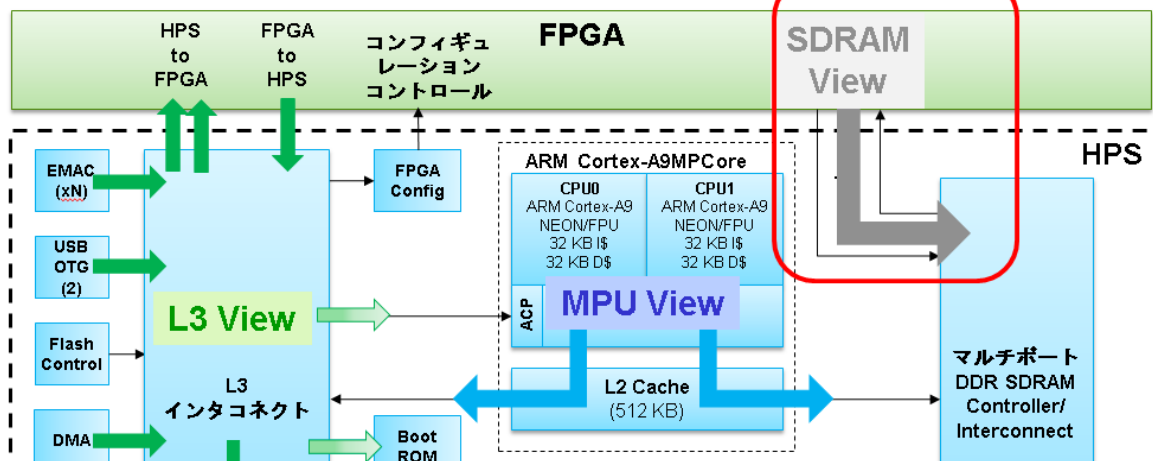 HPS
to
FPGA
FPGA
to
HPS
コンフィギュ
レーション
コントロール
FPGA
SDRAM
View
HPS
EMAC
(xN)
FPGA
Config
ARM Cortex-A9MPCore
CPU0
ARM Cortex-A9
NEON/FPU
32 KB I$
32 KB D$
CPU1
ARM Cortex-A9
NEON/FPU
32 KB I$
32 KB D$
USB
OTG
(2)
L3 View
ACP
MPU View
Flash
Control
L3
インタコネクト
L2 Cache
(512 KB)
マルチポート
DDR SDRAM
Controller/
Interconnect
DMA
Boot
ROM